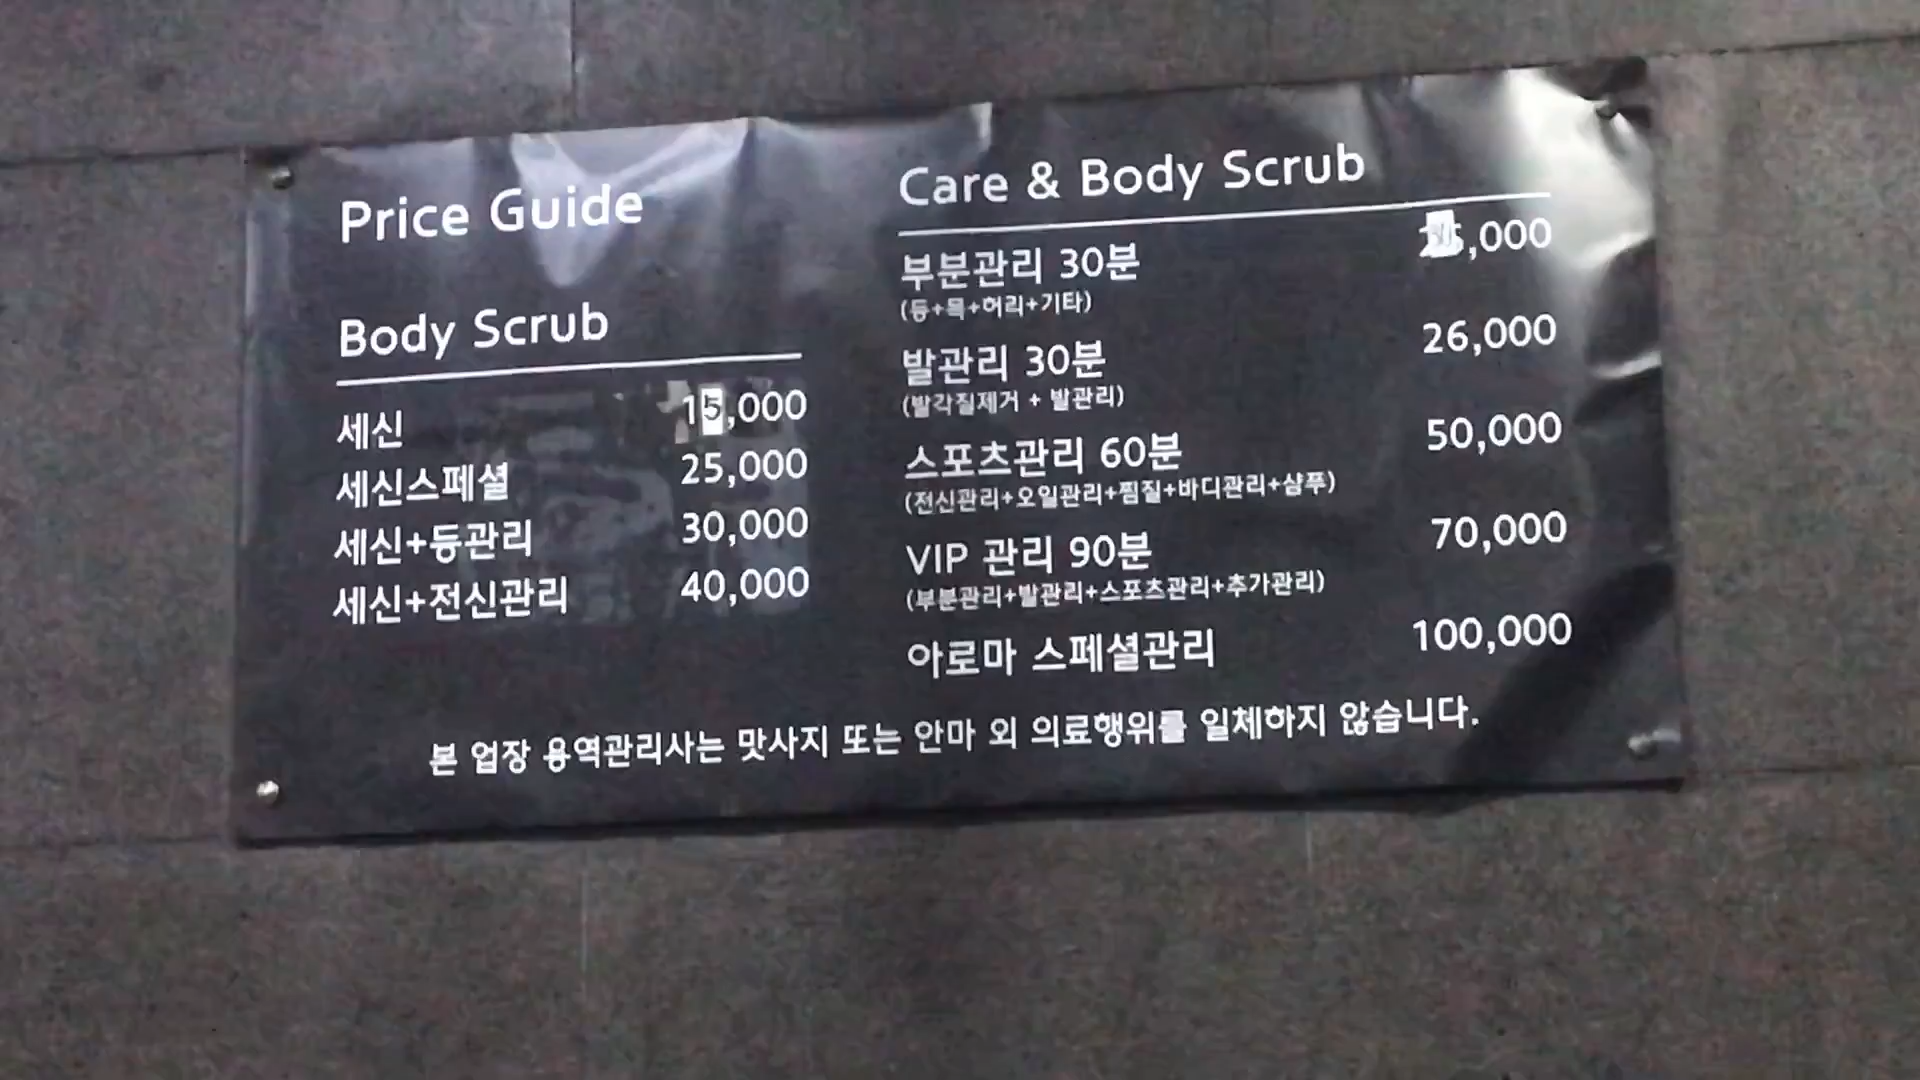 Price Guide
Body Scrub
세신 15,000
세신스페셜 25,000
세신+등관리 30,000
세신+전신관리 40,000
Care & Body Scrub
부분관리 30분
(등+목+허리+기타)
발관리 30분 26,000
(발각질제거 + 발관리)
스포츠관리 60분 50,000
(전신관리+오일관리+찜질+바디관리+샴푸)
VIP 관리 90분 70,000
(부분관리+발관리+스포츠관리+추가관리)
아로마 스페셜관리 100,000
본 업장 용역관리사는 맛사지 또는 안마 외 의료행위를 일체하지 않습니다.